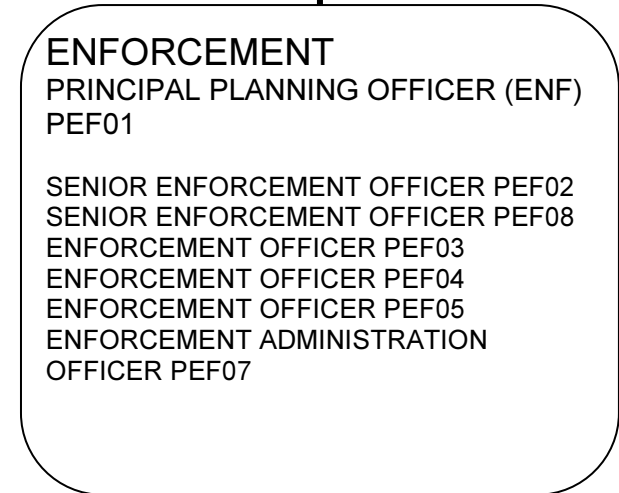 ENFORCEMENT
PRINCIPAL PLANNING OFFICER (ENF)
PEF01
SENIOR ENFORCEMENT OFFICER PEF02
SENIOR ENFORCEMENT OFFICER PEF08
ENFORCEMENT OFFICER PEF03
ENFORCEMENT OFFICER PEF04
ENFORCEMENT OFFICER PEF05
ENFORCEMENT ADMINISTRATION
OFFICER PEF07